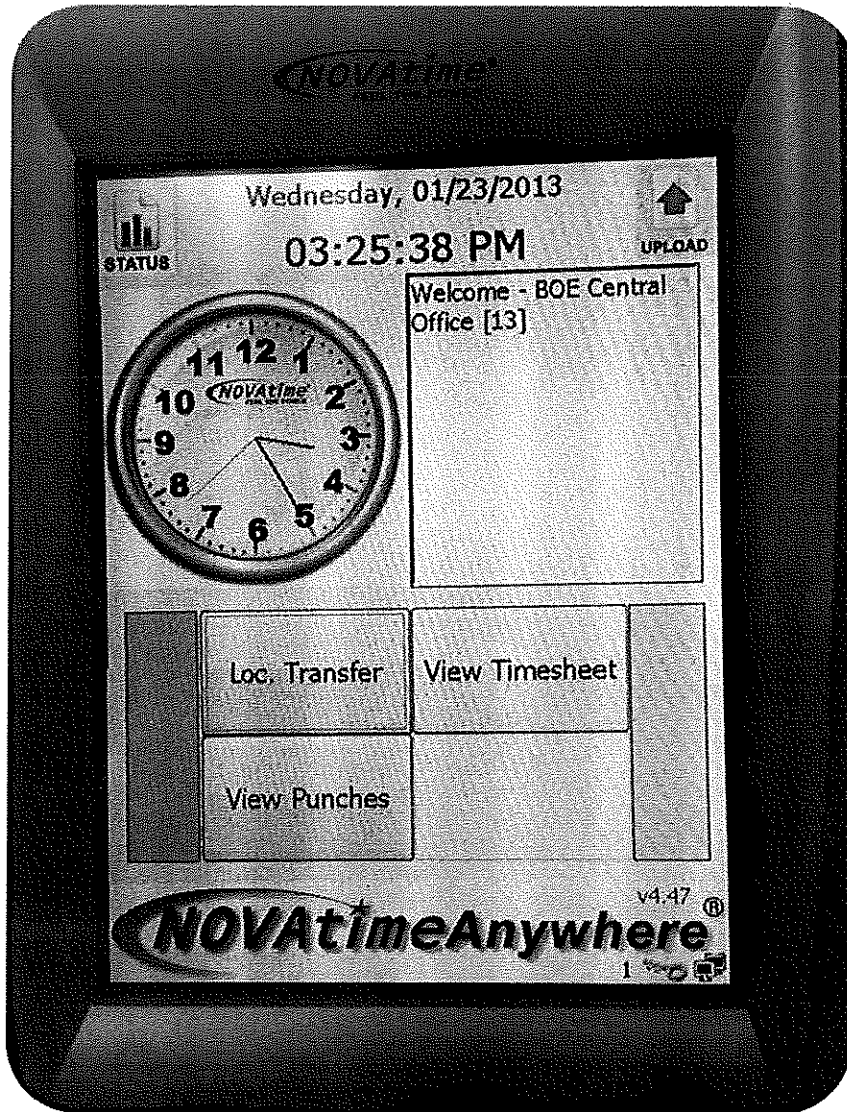 NOVAtime®
Wednesday, 01/23/2013
03:25:38 PM
STATUS
UPLOAD
Welcome - BOE Central
Office [13]
11 12 1
10 NOVAtime 2
9 3
8 4
7 6 5
Loc. Transfer
View Timesheet
View Punches
v4.47
NOVAtimeAnywhere®
1